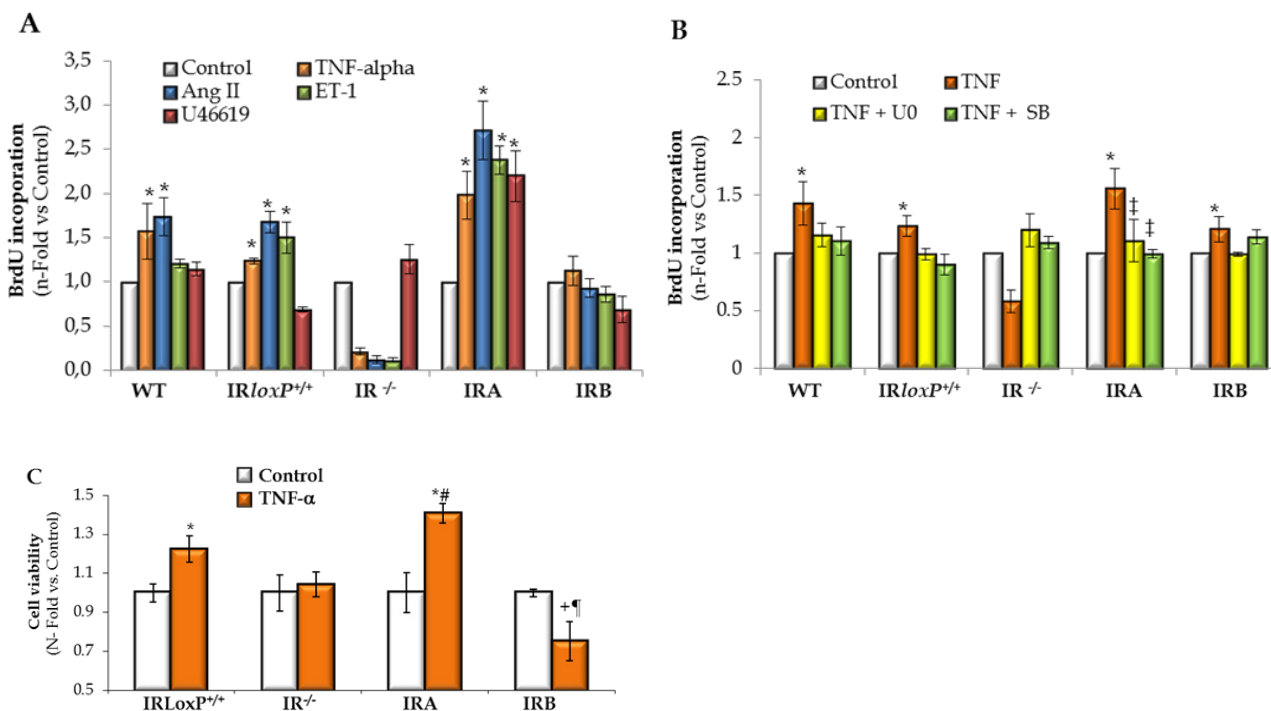 A
BrdU incoporation
(n-Fold vs Control)
3,5
3,0
2,5
2,0
1,5
1,0
0,5
0,0
Control TNF-alpha
Ang II ET-1
U46619
* *
* * *
* * * *
WT IRloxP+/+ IR -/- IRA IRB
B
BrdU incorporation
(n-Fold vs Control)
2.5
2
1.5
1
0.5
0
Control TNF
TNF + U0 TNF + SB
* * * ‡ ‡ *
WT IRloxP+/+ IR -/- IRA IRB
C
Cell viability
(N- Fold vs. Control)
1.5
1.3
1.1
0.9
0.7
0.5
Control
TNF-α
* *# +¶
IRLoxP+/+ IR-/- IRA IRB